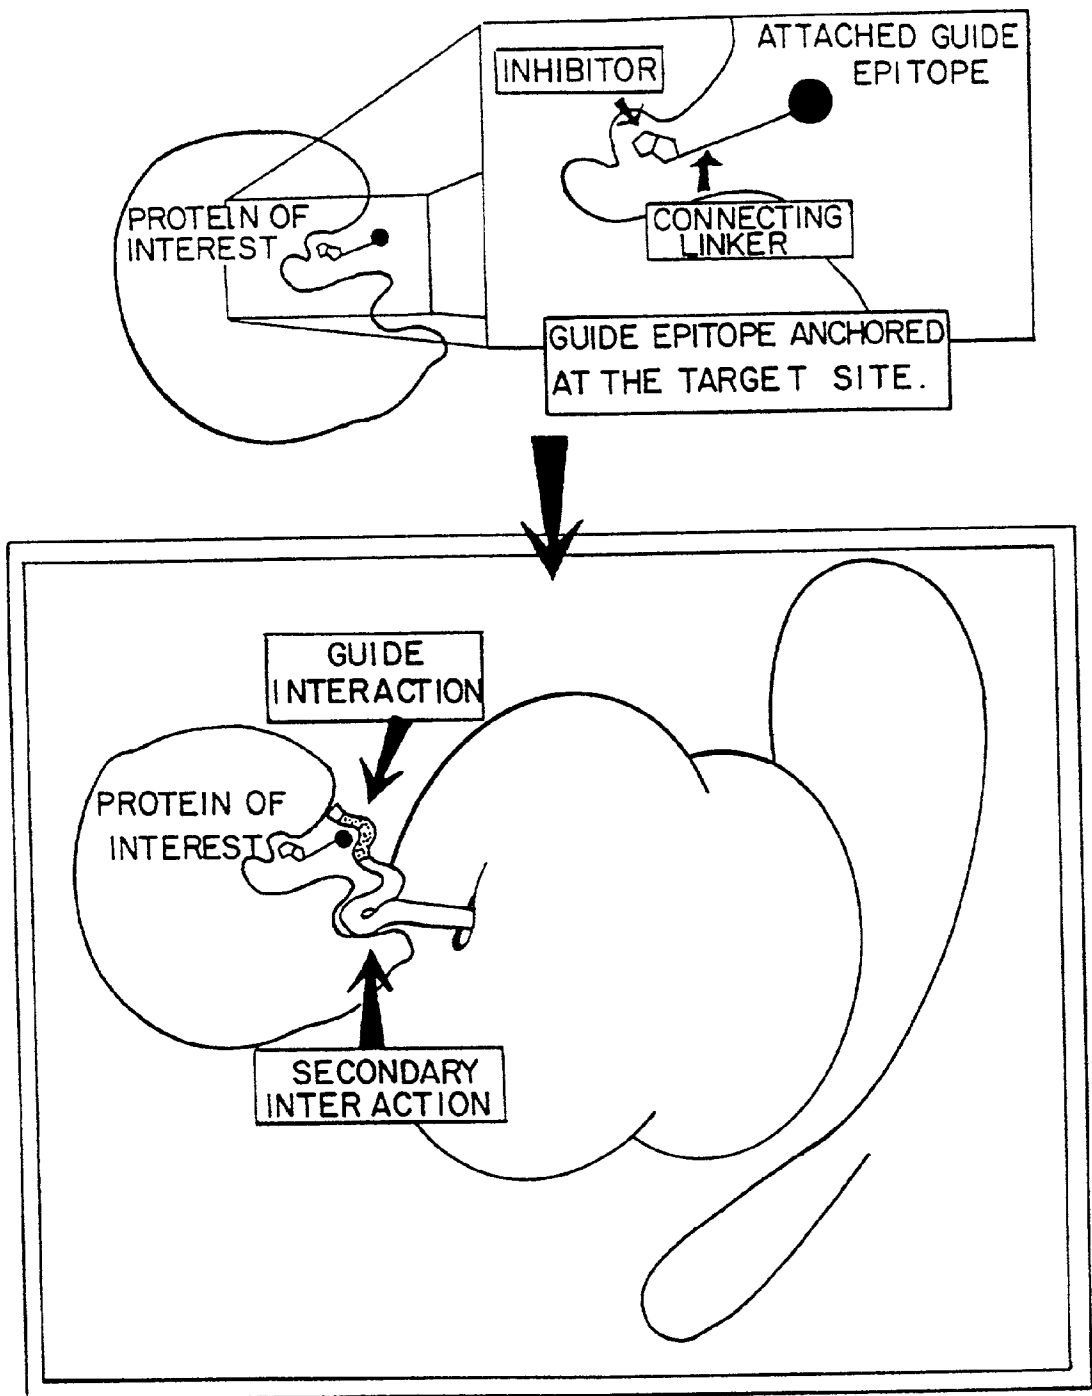 ATTACHED GUIDE
EPITOPE
INHIBITOR
PROTEIN OF
INTEREST
CONNECTING
LINKER
GUIDE EPITOPE ANCHORED
AT THE TARGET SITE.
GUIDE
INTERACTION
PROTEIN OF
INTEREST
SECONDARY
INTERACTION